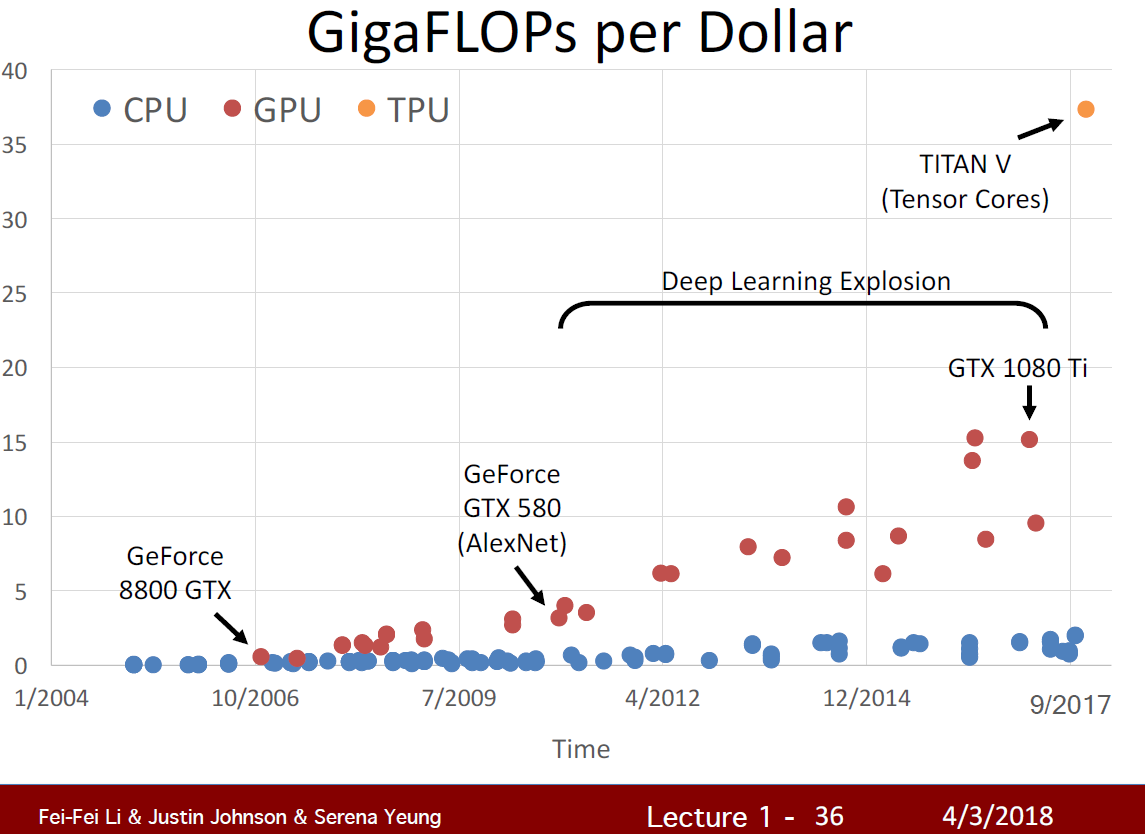 GigaFLOPs per Dollar
40
CPU GPU TPU
35
TITAN V
(Tensor Cores)
30
Deep Learning Explosion
25
20
GTX 1080 Ti
15
GeForce
GTX 580
(AlexNet)
10
GeForce
8800 GTX
5
0
1/2004 10/2006 7/2009 4/2012 12/2014 9/2017
Time
Fei-Fei Li & Justin Johnson & Serena Yeung Lecture 1 - 36 4/3/2018